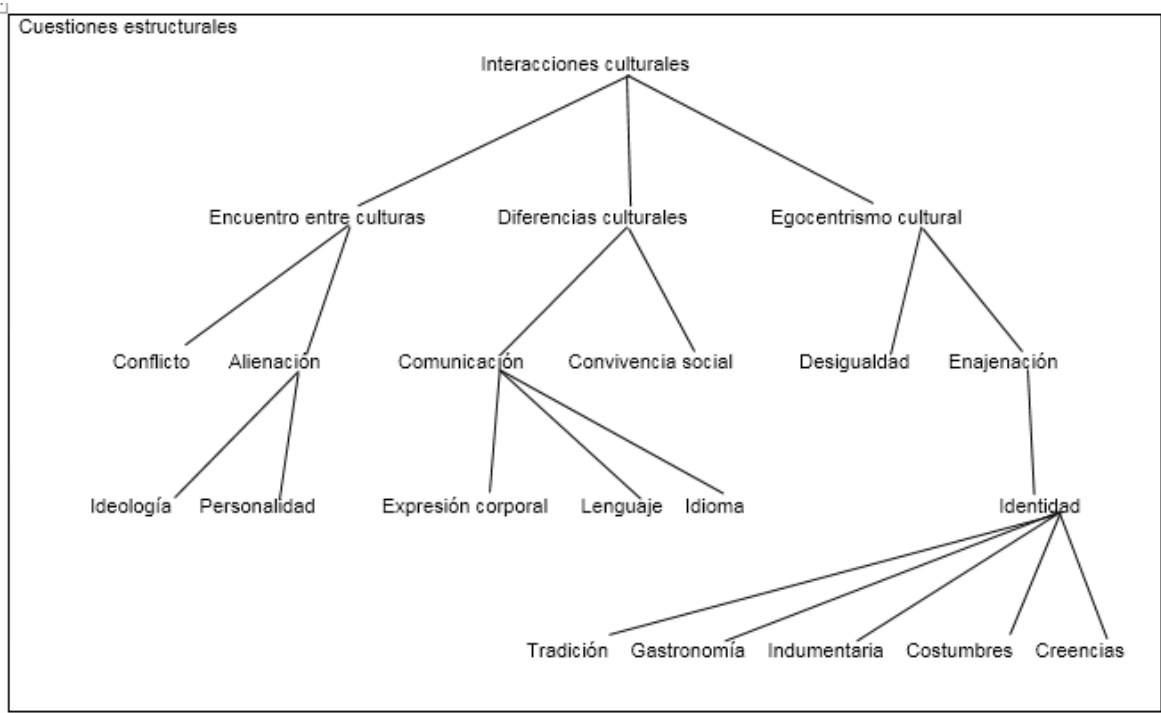 Cuestiones estructurales
Interacciones culturales
Encuentro entre culturas Diferencias culturales Egocentrismo cultural
Conflicto Alienación Comunicación Convivencia social Desigualdad Enajenación
Ideología Personalidad Expresión corporal Lenguaje Idioma Identidad
Tradición Gastronomía Indumentaria Costumbres Creencias